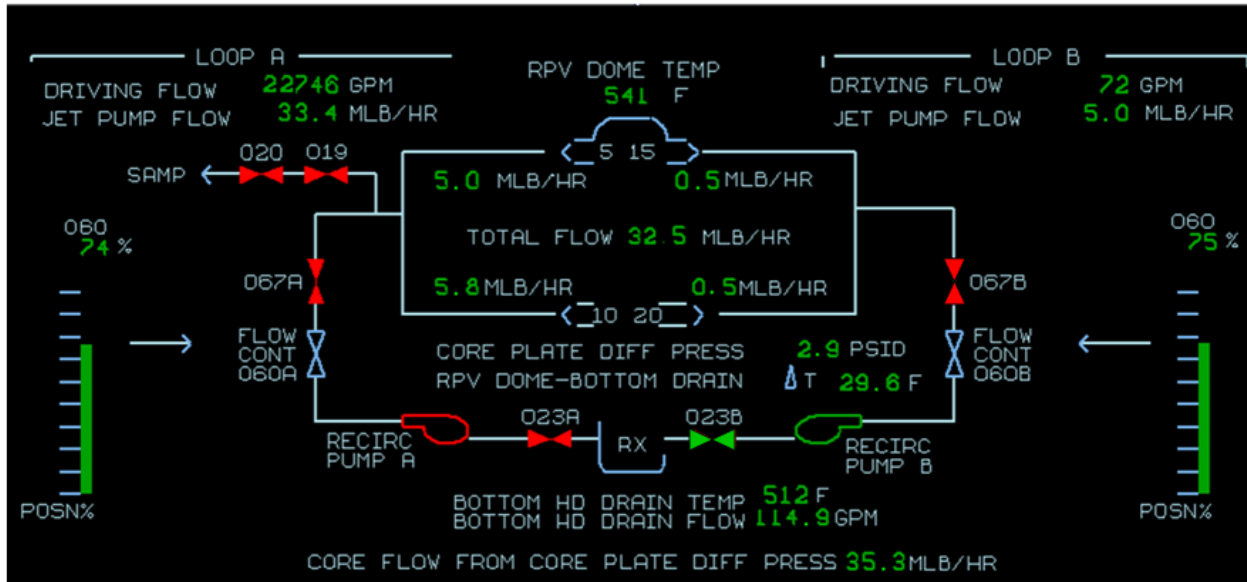 LOOP A
LOOP B
DRIVING FLOW 22746 GPM
JET PUMP FLOW 33.4 MLB/HR
RPV DOME TEMP
541 F
DRIVING FLOW 72 GPM
JET PUMP FLOW 5.0 MLB/HR
020 019
SAMP
5 15
5.0 MLB/HR 0.5 MLB/HR
060
74 %
TOTAL FLOW 32.5 MLB/HR
060
75 %
067A
067B
5.8 MLB/HR 0.5 MLB/HR
10 20
FLOW
CONT
060A
FLOW
CONT
060B
CORE PLATE DIFF PRESS 2.9 PSID
RPV DOME-BOTTOM DRAIN Δ T 29.6 F
023A
023B
RX
RECIRC
PUMP A
RECIRC
PUMP B
POSN%
POSN%
BOTTOM HD DRAIN TEMP 512 F
BOTTOM HD DRAIN FLOW 114.9 GPM
CORE FLOW FROM CORE PLATE DIFF PRESS 35.3 MLB/HR